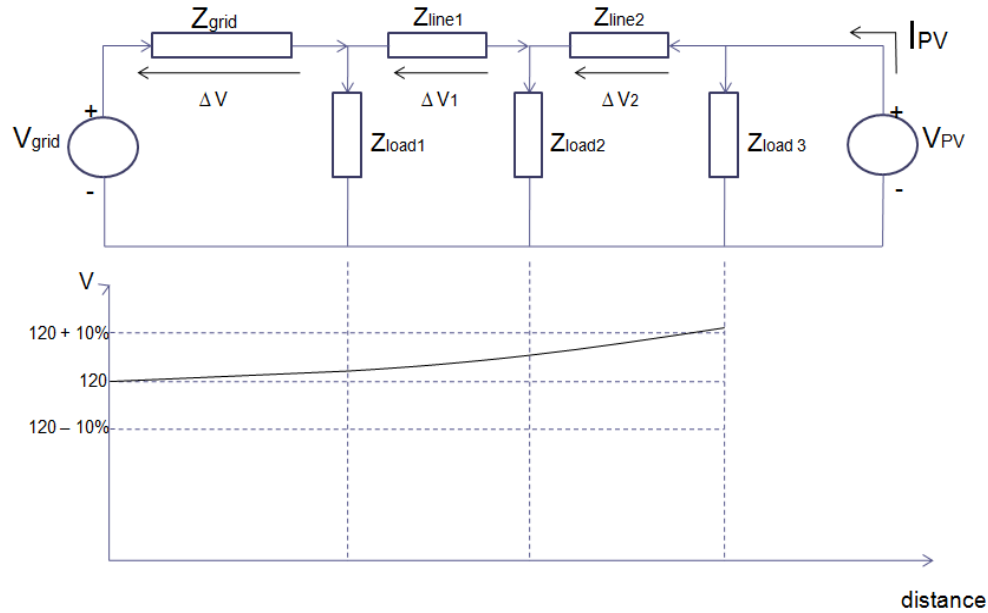 Zgrid
Zline1
Zline2
IPV
ΔV
ΔV1
ΔV2
+
+
Vgrid
Zload1
Zload2
Zload 3
VPV
-
-
V
120 + 10%
120
120 – 10%
distance